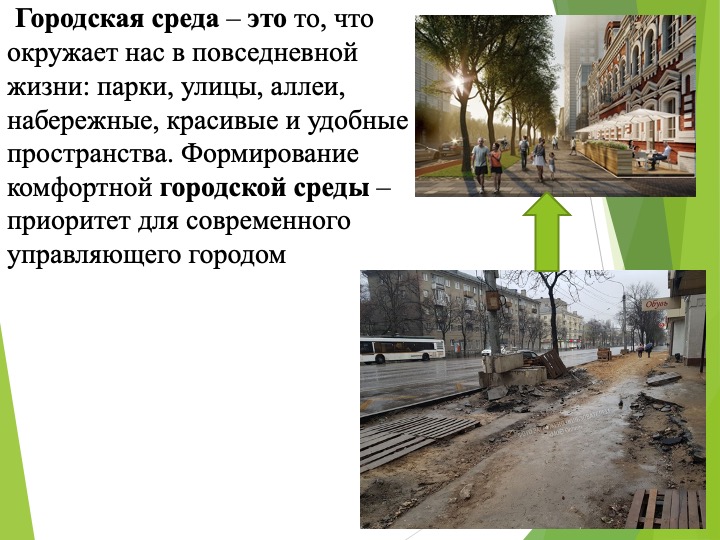 Городская среда – это то, что
окружает нас в повседневной
жизни: парки, улицы, аллеи,
набережные, красивые и удобные
пространства. Формирование
комфортной городской среды –
приоритет для современного
управляющего городом
Обувь